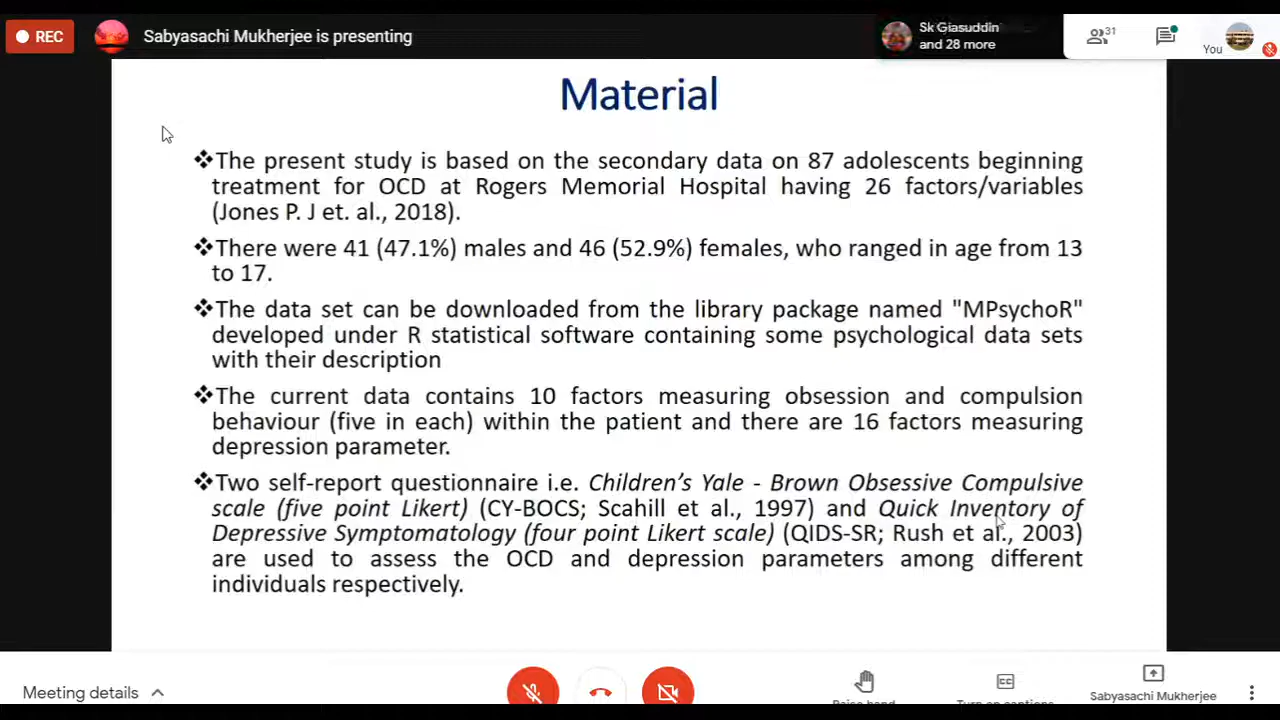 REC
Sabyasachi Mukherjee is presenting
Sk Giasuddin
and 28 more
31
You
Material
❖The present study is based on the secondary data on 87 adolescents beginning
treatment for OCD at Rogers Memorial Hospital having 26 factors/variables
(Jones P. J et. al., 2018).
❖There were 41 (47.1%) males and 46 (52.9%) females, who ranged in age from 13
to 17.
❖The data set can be downloaded from the library package named "MPsychoR"
developed under R statistical software containing some psychological data sets
with their description
❖The current data contains 10 factors measuring obsession and compulsion
behaviour (five in each) within the patient and there are 16 factors measuring
depression parameter.
❖Two self-report questionnaire i.e. Children's Yale - Brown Obsessive Compulsive
scale (five point Likert) (CY-BOCS; Scahill et al., 1997) and Quick Inventory of
Depressive Symptomatology (four point Likert scale) (QIDS-SR; Rush et al., 2003)
are used to assess the OCD and depression parameters among different
individuals respectively.
Meeting details
Raise hand
Turn on captions
Sabyasachi Mukherjee